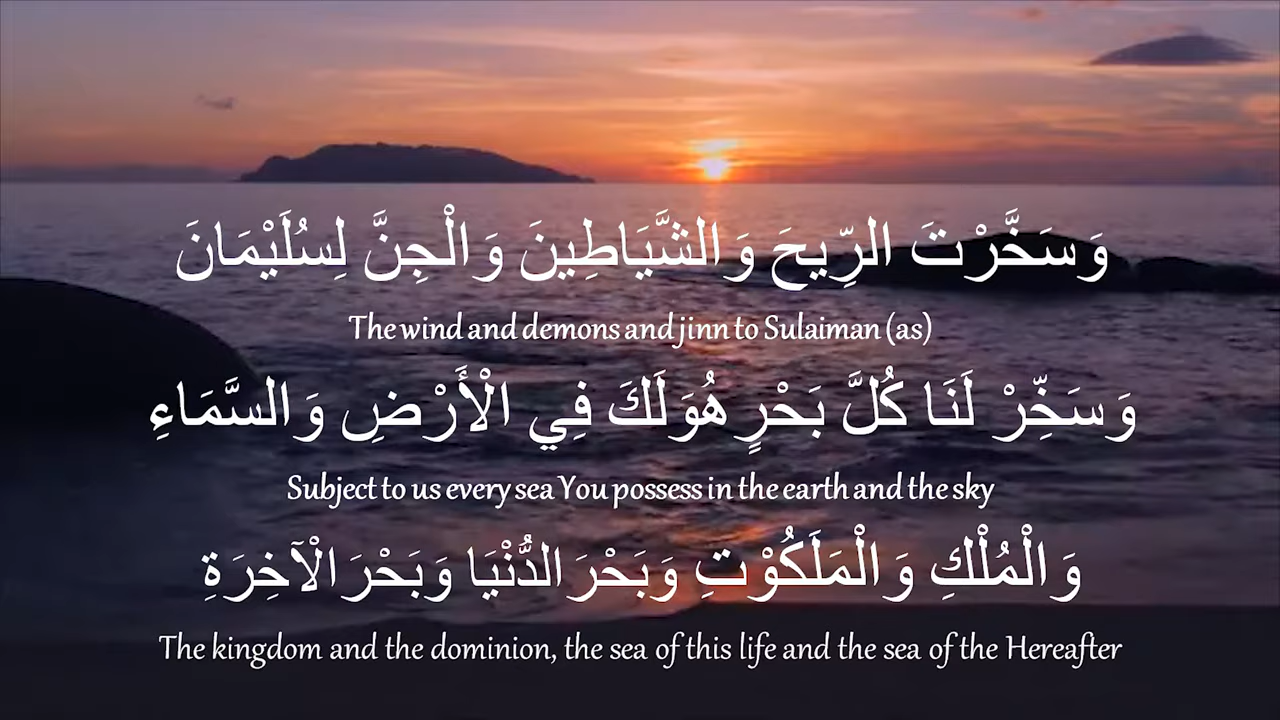 وَسَخَّرْتَ الرِّيحَ وَالشَّيَاطِينَ وَالْجِنَّ لِسُلَيْمَانَ
The wind and demons and jinn to Sulaiman (as)
وَسَخِّرْ لَنَا كُلَّ بَحْرٍ هُوَ لَكَ فِي الْأَرْضِ وَالسَّمَاءِ
Subject to us every sea You possess in the earth and the sky
وَالْمُلْكِ وَالْمَلَكُوْتِ وَبَحْرَ الدُّنْيَا وَبَحْرَ الْآخِرَةِ
The kingdom and the dominion, the sea of this life and the sea of the Hereafter